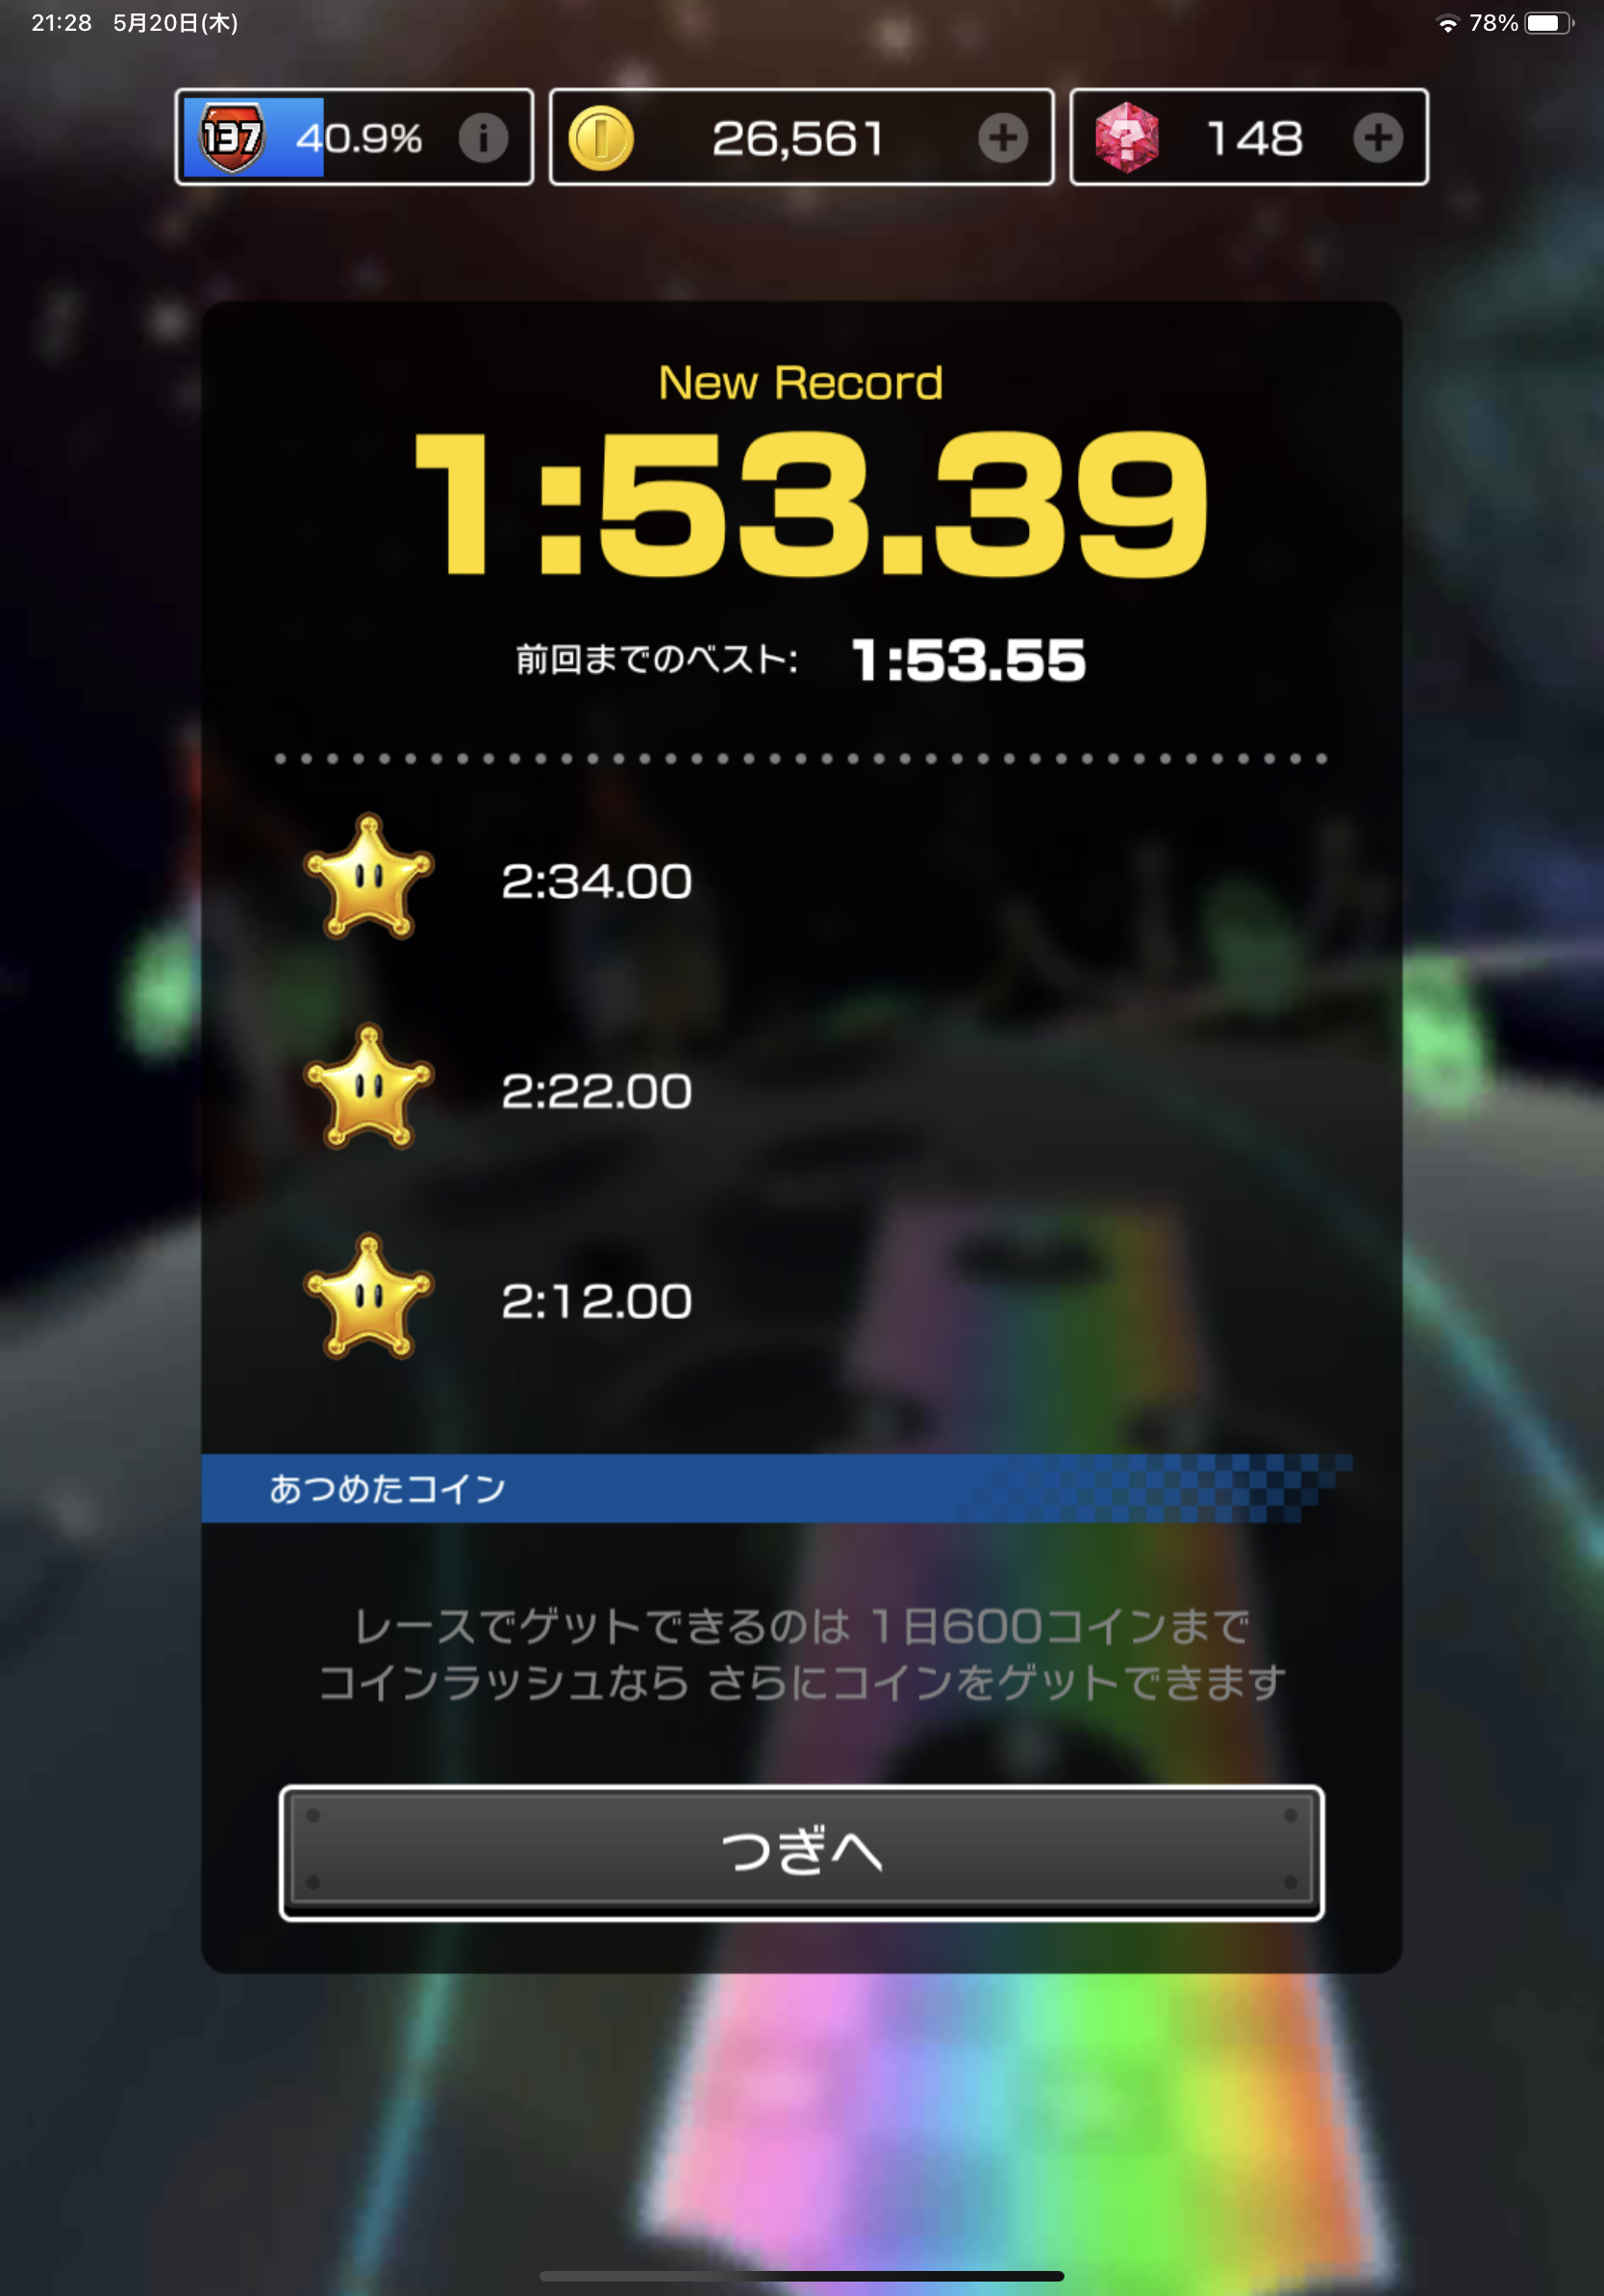 21:28 5月20日(木) 78%
137 40.9% 26,561 148
New Record
1:53.39
前回までのベスト: 1:53.55
2:34.00
2:22.00
2:12.00
あつめたコイン
レースでゲットできるのは 1日600コインまで
コインラッシュなら さらにコインをゲットできます
つぎへ